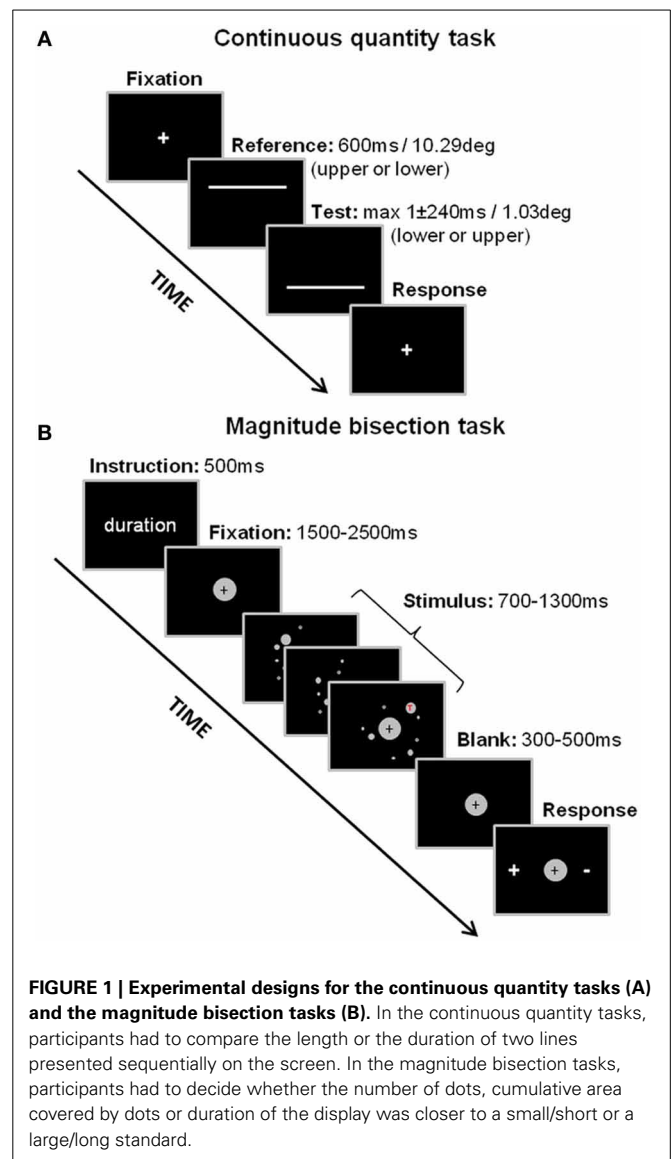 A
Continuous quantity task
Fixation
+
Reference: 600ms / 10.29deg
(upper or lower)
Test: max 1±240ms / 1.03deg
(lower or upper)
TIME
Response
+
B
Magnitude bisection task
Instruction: 500ms
duration
Fixation: 1500-2500ms
+
Stimulus: 700-1300ms
T
+
TIME
Blank: 300-500ms
+
Response
+ + -
FIGURE 1 | Experimental designs for the continuous quantity tasks (A)
and the magnitude bisection tasks (B). In the continuous quantity tasks,
participants had to compare the length or the duration of two lines
presented sequentially on the screen. In the magnitude bisection tasks,
participants had to decide whether the number of dots, cumulative area
covered by dots or duration of the display was closer to a small/short or a
large/long standard.